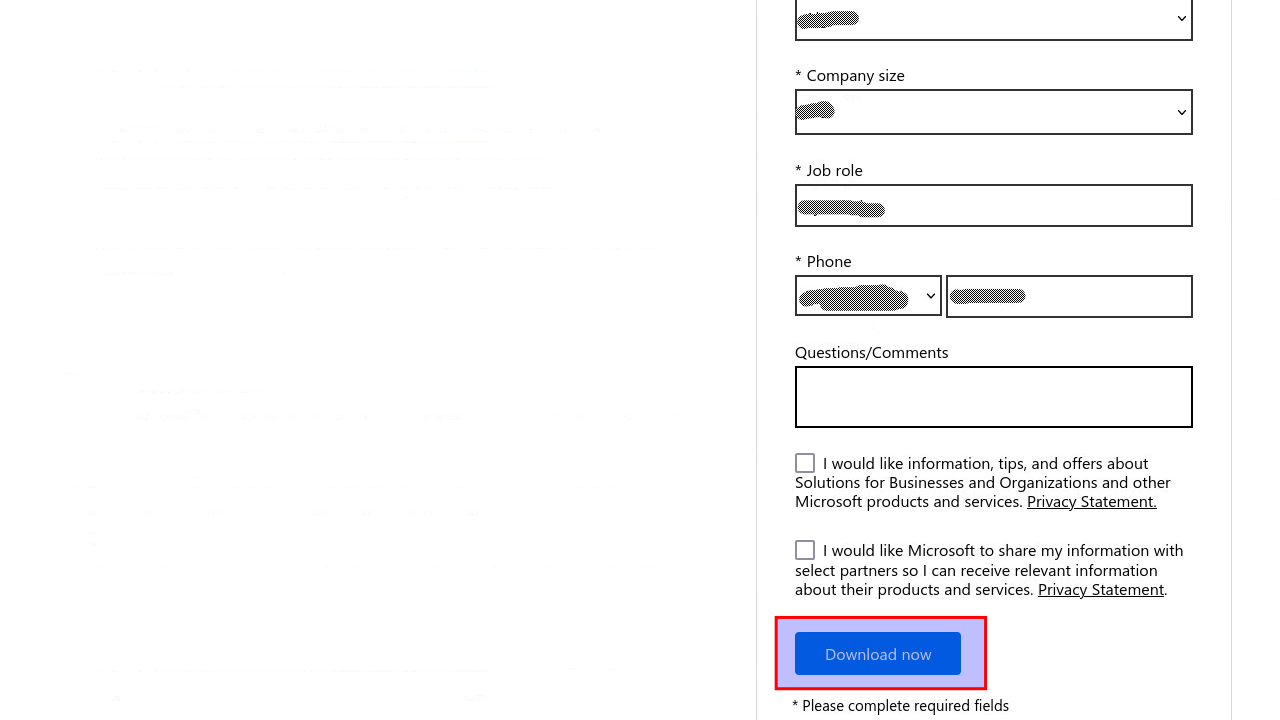 * Company size
* Job role
* Phone
Questions/Comments
I would like information, tips, and offers about
Solutions for Businesses and Organizations and other
Microsoft products and services. Privacy Statement.
I would like Microsoft to share my information with
select partners so I can receive relevant information
about their products and services. Privacy Statement.
Download now
* Please complete required fields